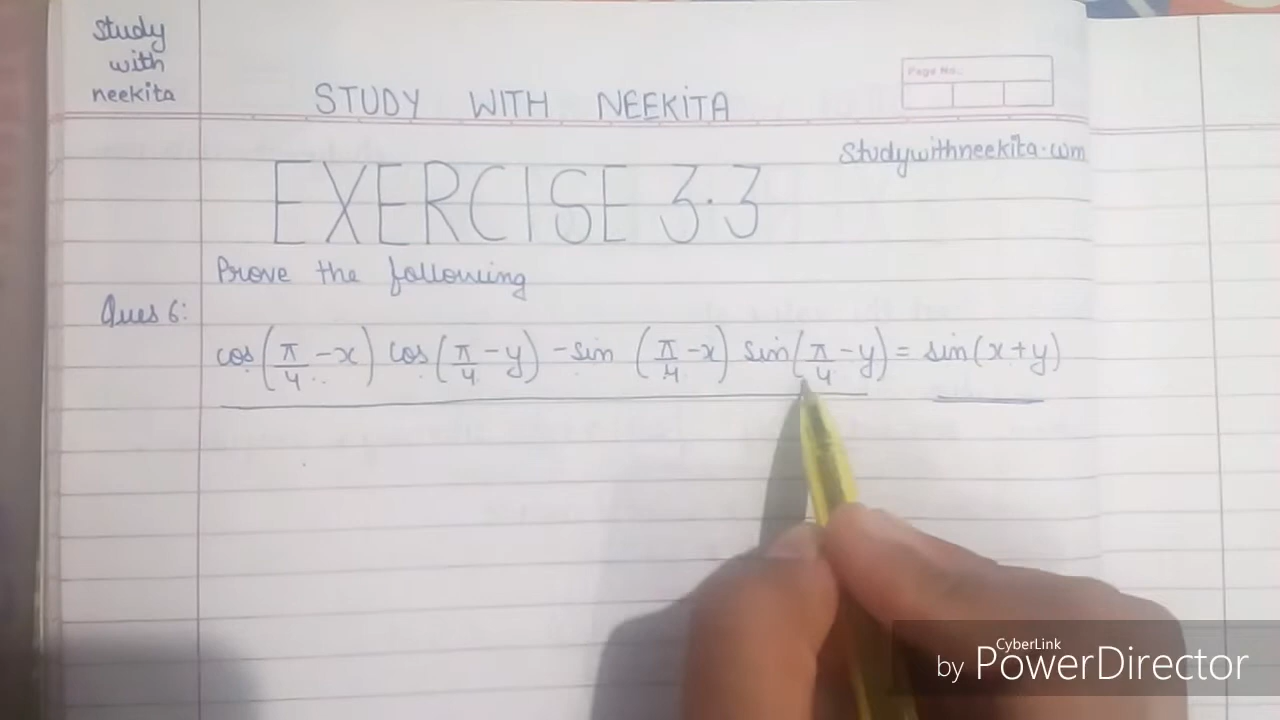 study
with
neekita
STUDY WITH NEEKITA
Page No.
studywithneekita.com
EXERCISE 3.3
Prove the following
Ques 6:
cos(π/4 - x) cos(π/4 - y) - sin (π/4 - x) sin(π/4 - y) = sin(x + y)
CyberLink
by PowerDirector